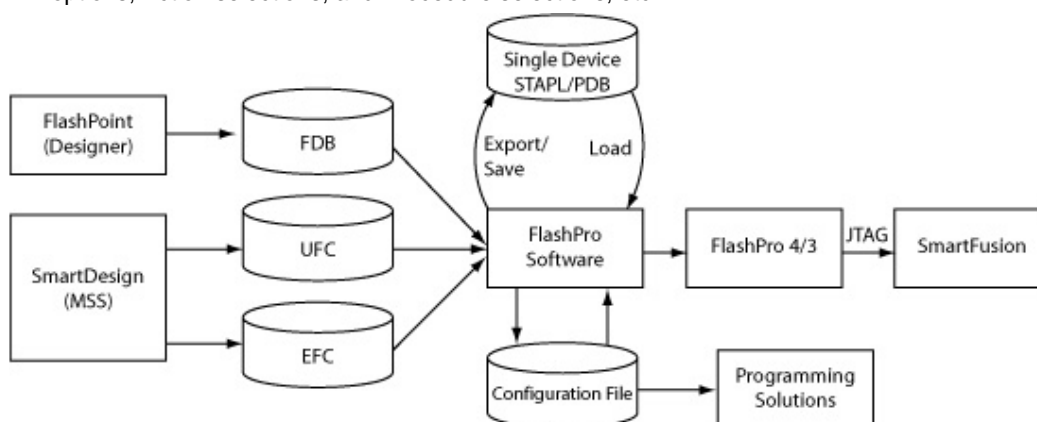 Single Device
STAPL/PDB
FlashPoint
(Designer)
FDB
Export/
Save
Load
SmartDesign
(MSS)
UFC
FlashPro
Software
FlashPro 4/3
JTAG
SmartFusion
EFC
Configuration File
Programming
Solutions